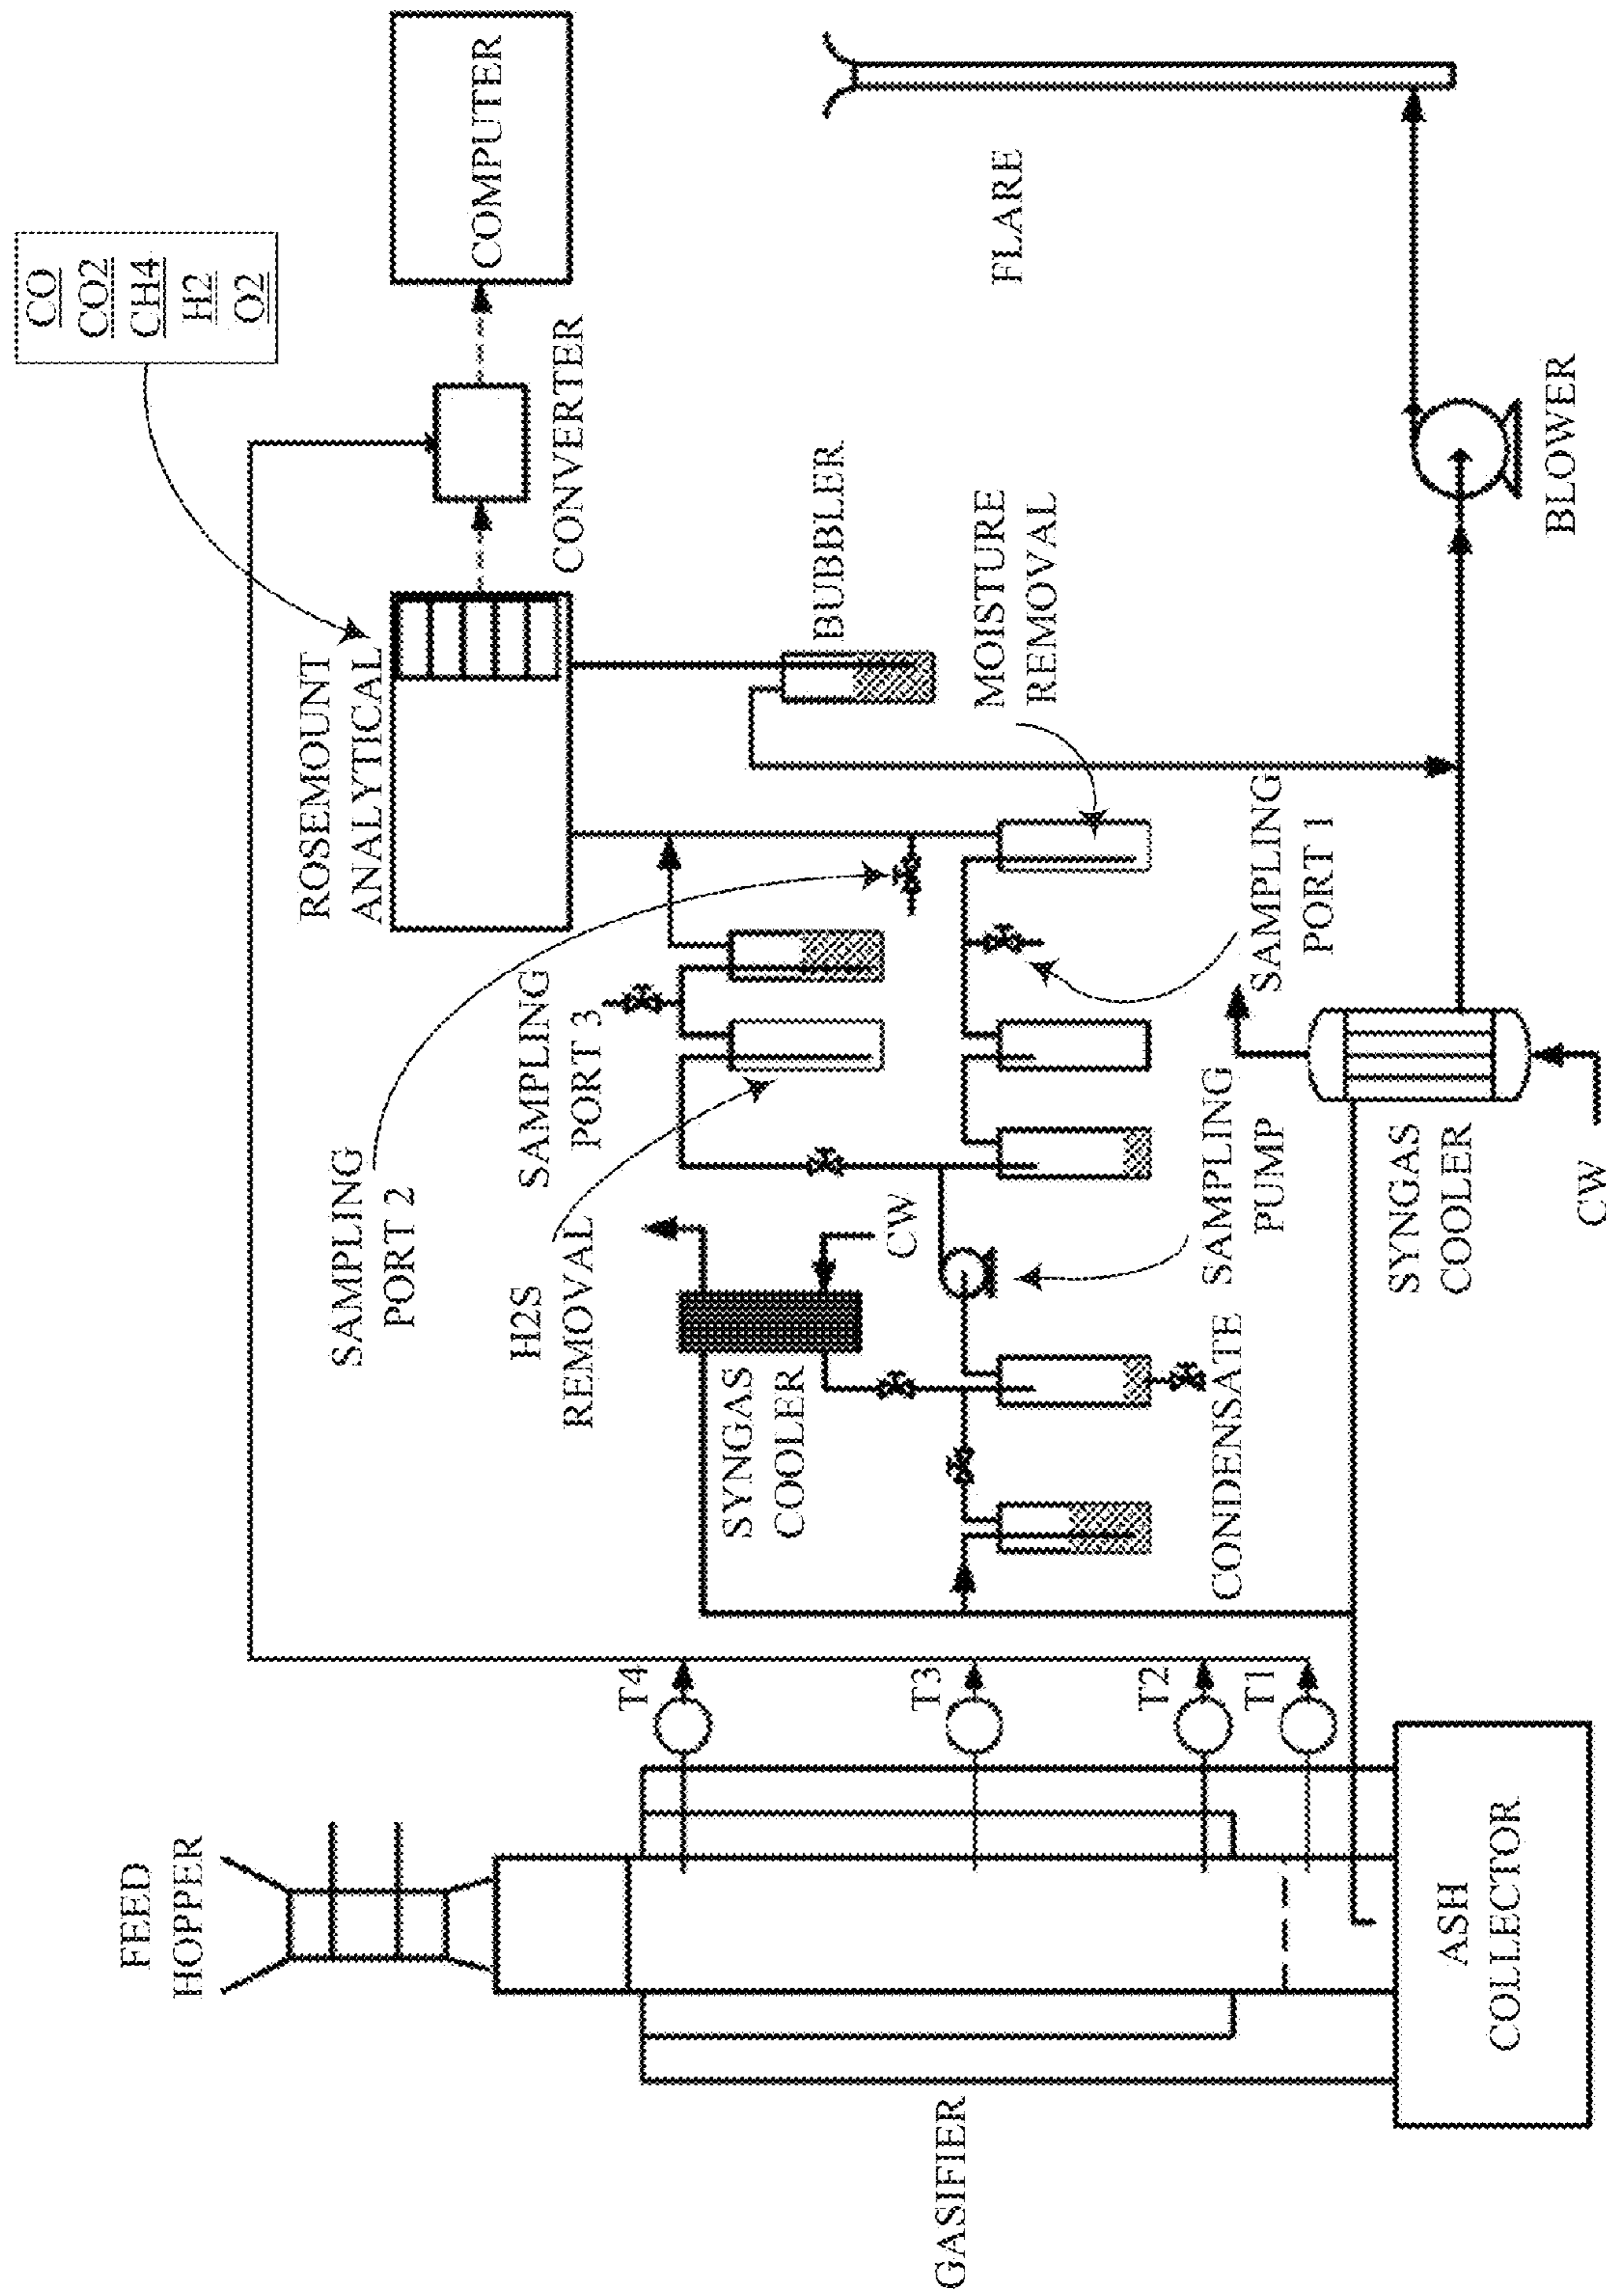 FEED
HOPPER
GASIFIER
ASH
COLLECTOR
T4
T3
T2
T1
SYNGAS
COOLER
CW
CONDENSATE
SAMPLING
PUMP
H2S
REMOVAL
SAMPLING
PORT 2
SAMPLING
PORT 3
SAMPLING
PORT 1
MOISTURE
REMOVAL
BUBBLER
ROSEMOUNT
ANALYTICAL
CONVERTER
COMPUTER
CO
CO2
CH4
H2
O2
SYNGAS
COOLER
CW
BLOWER
FLARE